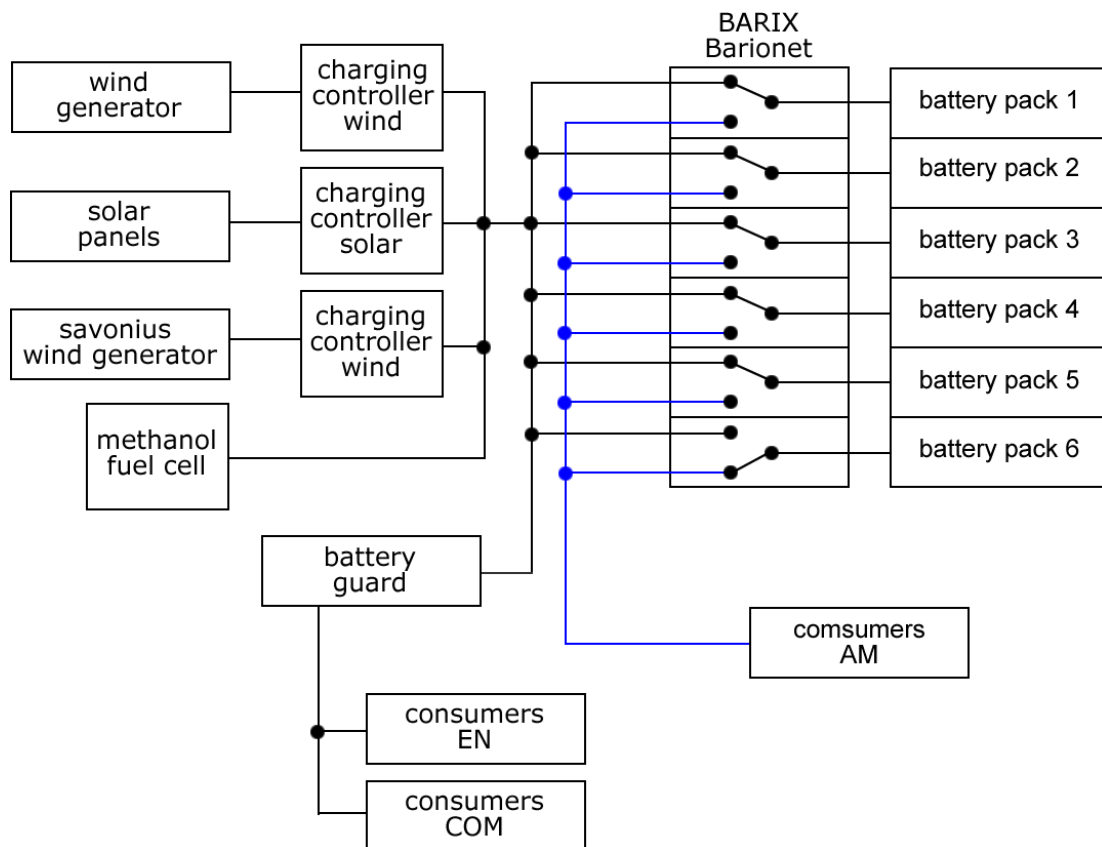 BARIX
Barionet
wind
generator
charging
controller
wind
battery pack 1
battery pack 2
solar
panels
charging
controller
solar
battery pack 3
battery pack 4
savonius
wind generator
charging
controller
wind
battery pack 5
methanol
fuel cell
battery pack 6
battery
guard
comsumers
AM
consumers
EN
consumers
COM